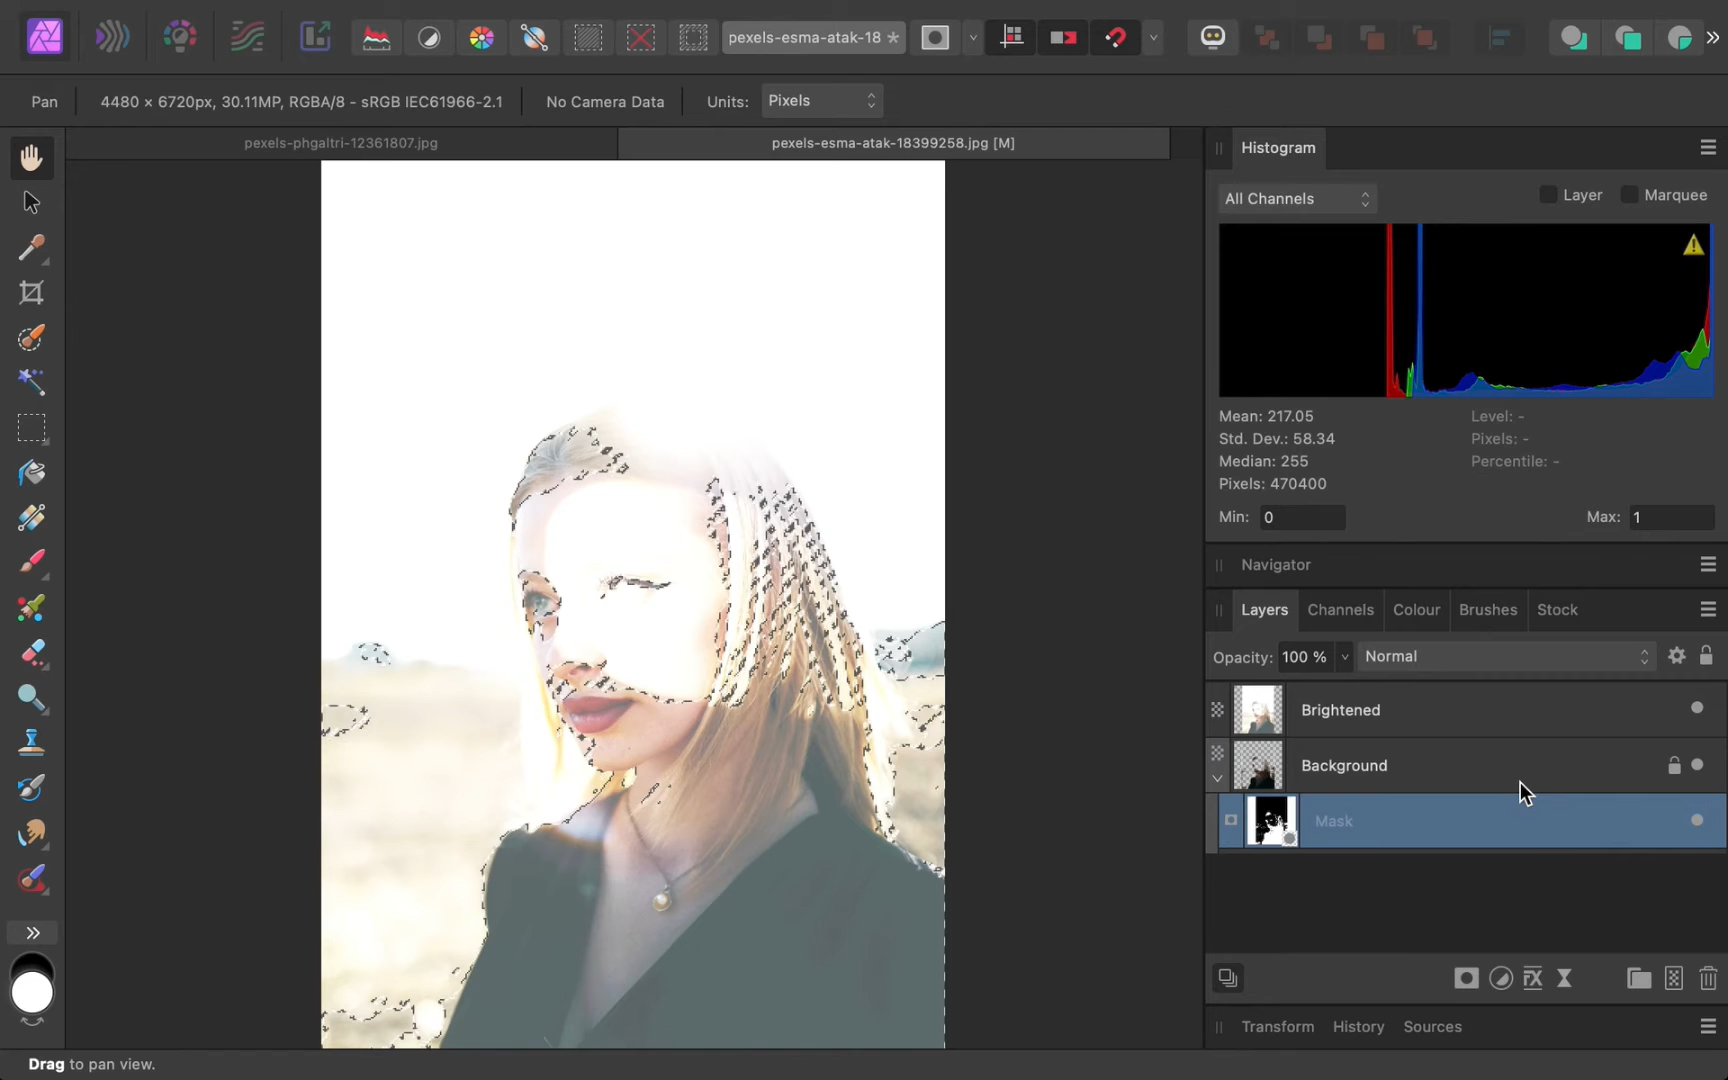 pexels-esma-atak-18 *
Pan
4480 × 6720px, 30.11MP, RGBA/8 - sRGB IEC61966-2.1
No Camera Data
Units:
Pixels
pexels-phgaltri-12361807.jpg
pexels-esma-atak-18399258.jpg [M]
Histogram
All Channels
Layer
Marquee
Mean: 217.05
Level: -
Std. Dev.: 58.34
Pixels: -
Median: 255
Percentile: -
Pixels: 470400
Min: 0
Max: 1
Navigator
Layers
Channels
Colour
Brushes
Stock
Opacity: 100 %
Normal
Brightened
Background
Mask
Transform
History
Sources
Drag to pan view.